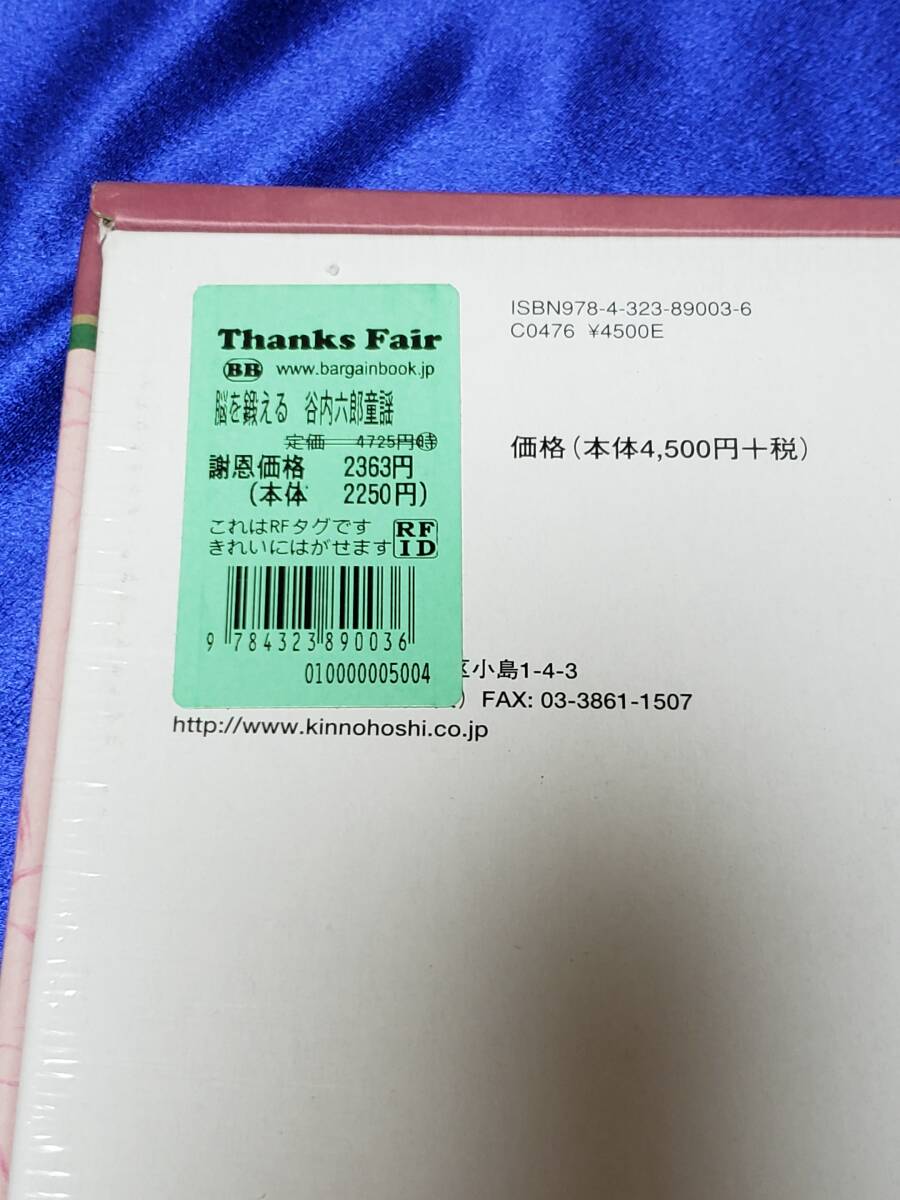 ISBN978-4-323-89003-6
C0476 ¥4500E
価格（本体4,500円＋税）
Thanks Fair
BB www.bargainbook.jp
脳を鍛える 谷内六郎童謡
定価 4725円時
謝恩価格 2363円
（本体 2250円）
これはRFタグです
きれいにはがせます RFID
9 784323 890036
010000005004
区小島1-4-3
) FAX: 03-3861-1507
http://www.kinnohoshi.co.jp